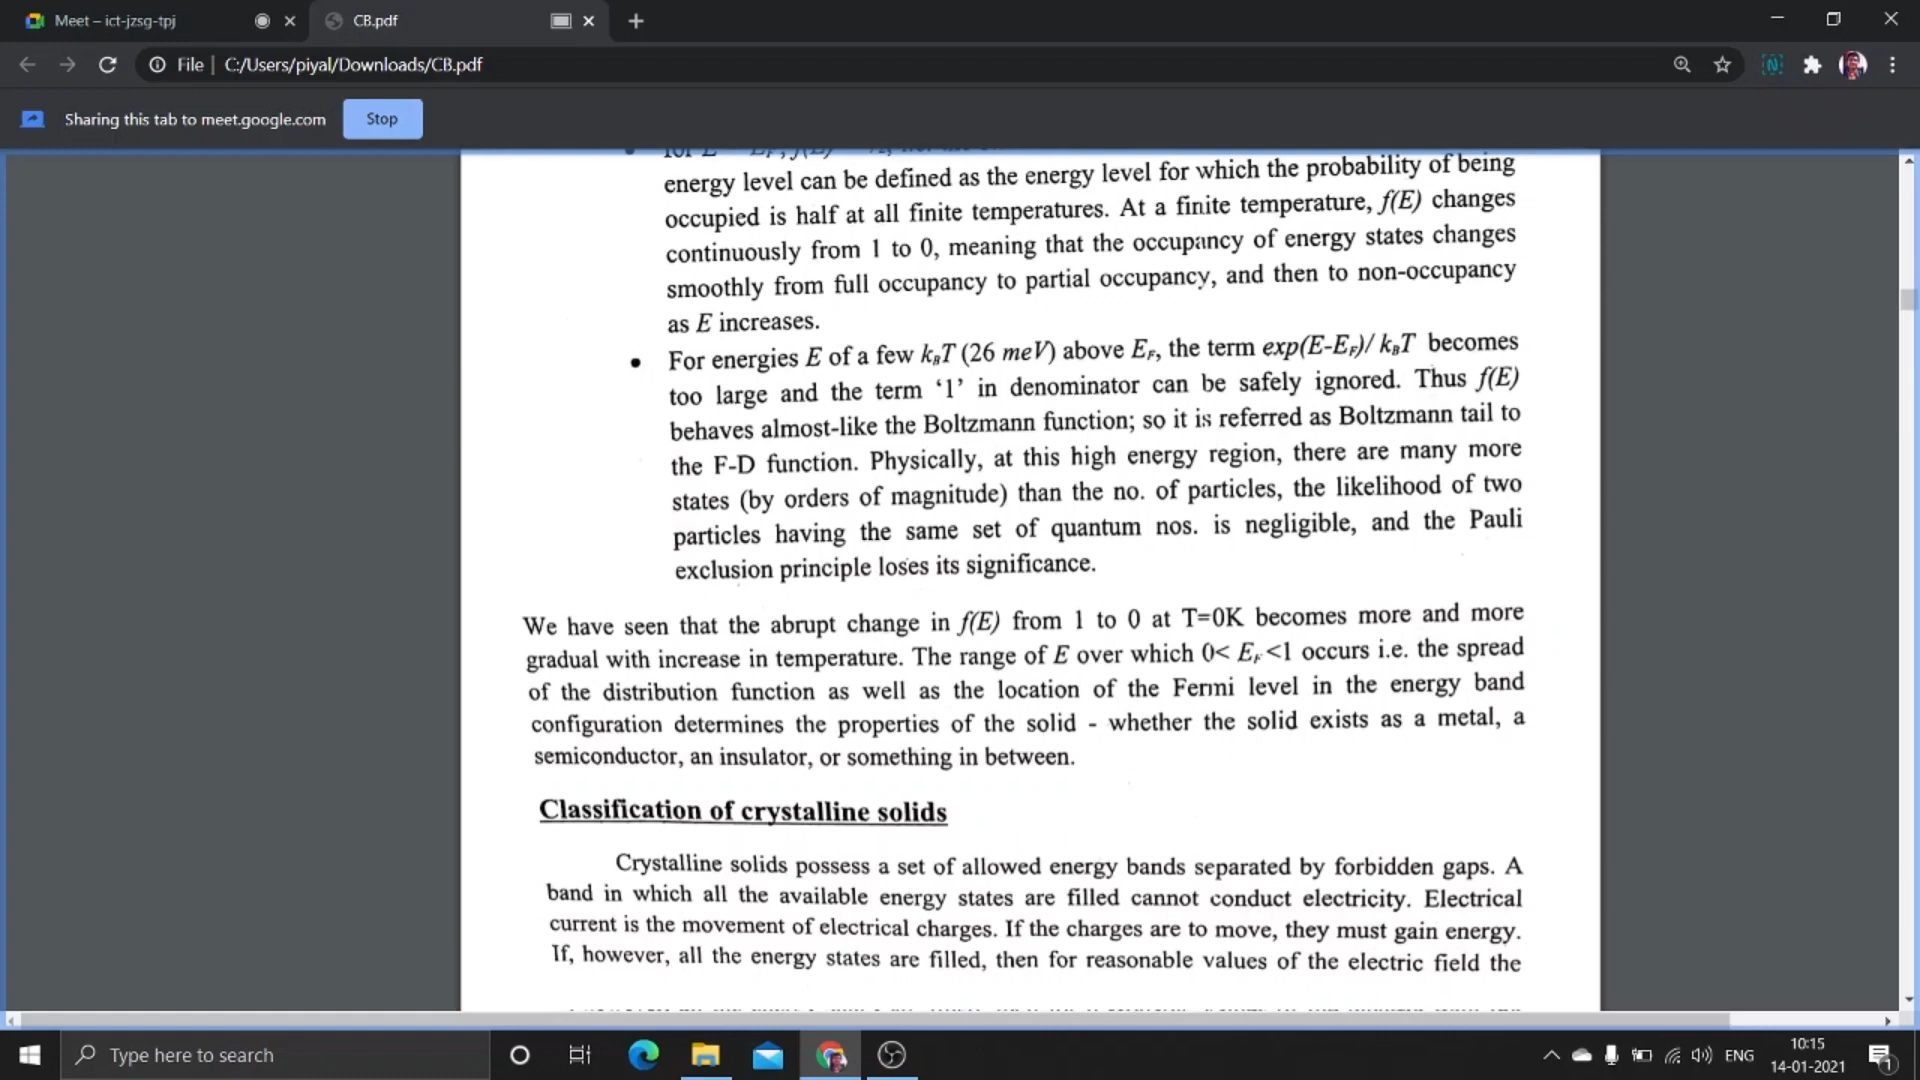 Meet – ict-jzsg-tpj
CB.pdf
File
C:/Users/piyal/Downloads/CB.pdf
Sharing this tab to meet.google.com
Stop
energy level can be defined as the energy level for which the probability of being
occupied is half at all finite temperatures. At a finite temperature, f(E) changes
continuously from 1 to 0, meaning that the occupancy of energy states changes
smoothly from full occupancy to partial occupancy, and then to non-occupancy
as E increases.
• For energies E of a few kBT (26 meV) above EF, the term exp(E-EF)/ kBT becomes
too large and the term ‘1’ in denominator can be safely ignored. Thus f(E)
behaves almost-like the Boltzmann function; so it is referred as Boltzmann tail to
the F-D function. Physically, at this high energy region, there are many more
states (by orders of magnitude) than the no. of particles, the likelihood of two
particles having the same set of quantum nos. is negligible, and the Pauli
exclusion principle loses its significance.
We have seen that the abrupt change in f(E) from 1 to 0 at T=0K becomes more and more
gradual with increase in temperature. The range of E over which 0< EF <1 occurs i.e. the spread
of the distribution function as well as the location of the Fermi level in the energy band
configuration determines the properties of the solid - whether the solid exists as a metal, a
semiconductor, an insulator, or something in between.
Classification of crystalline solids
Crystalline solids possess a set of allowed energy bands separated by forbidden gaps. A
band in which all the available energy states are filled cannot conduct electricity. Electrical
current is the movement of electrical charges. If the charges are to move, they must gain energy.
If, however, all the energy states are filled, then for reasonable values of the electric field the
Type here to search
ENG
10:15
14-01-2021
1